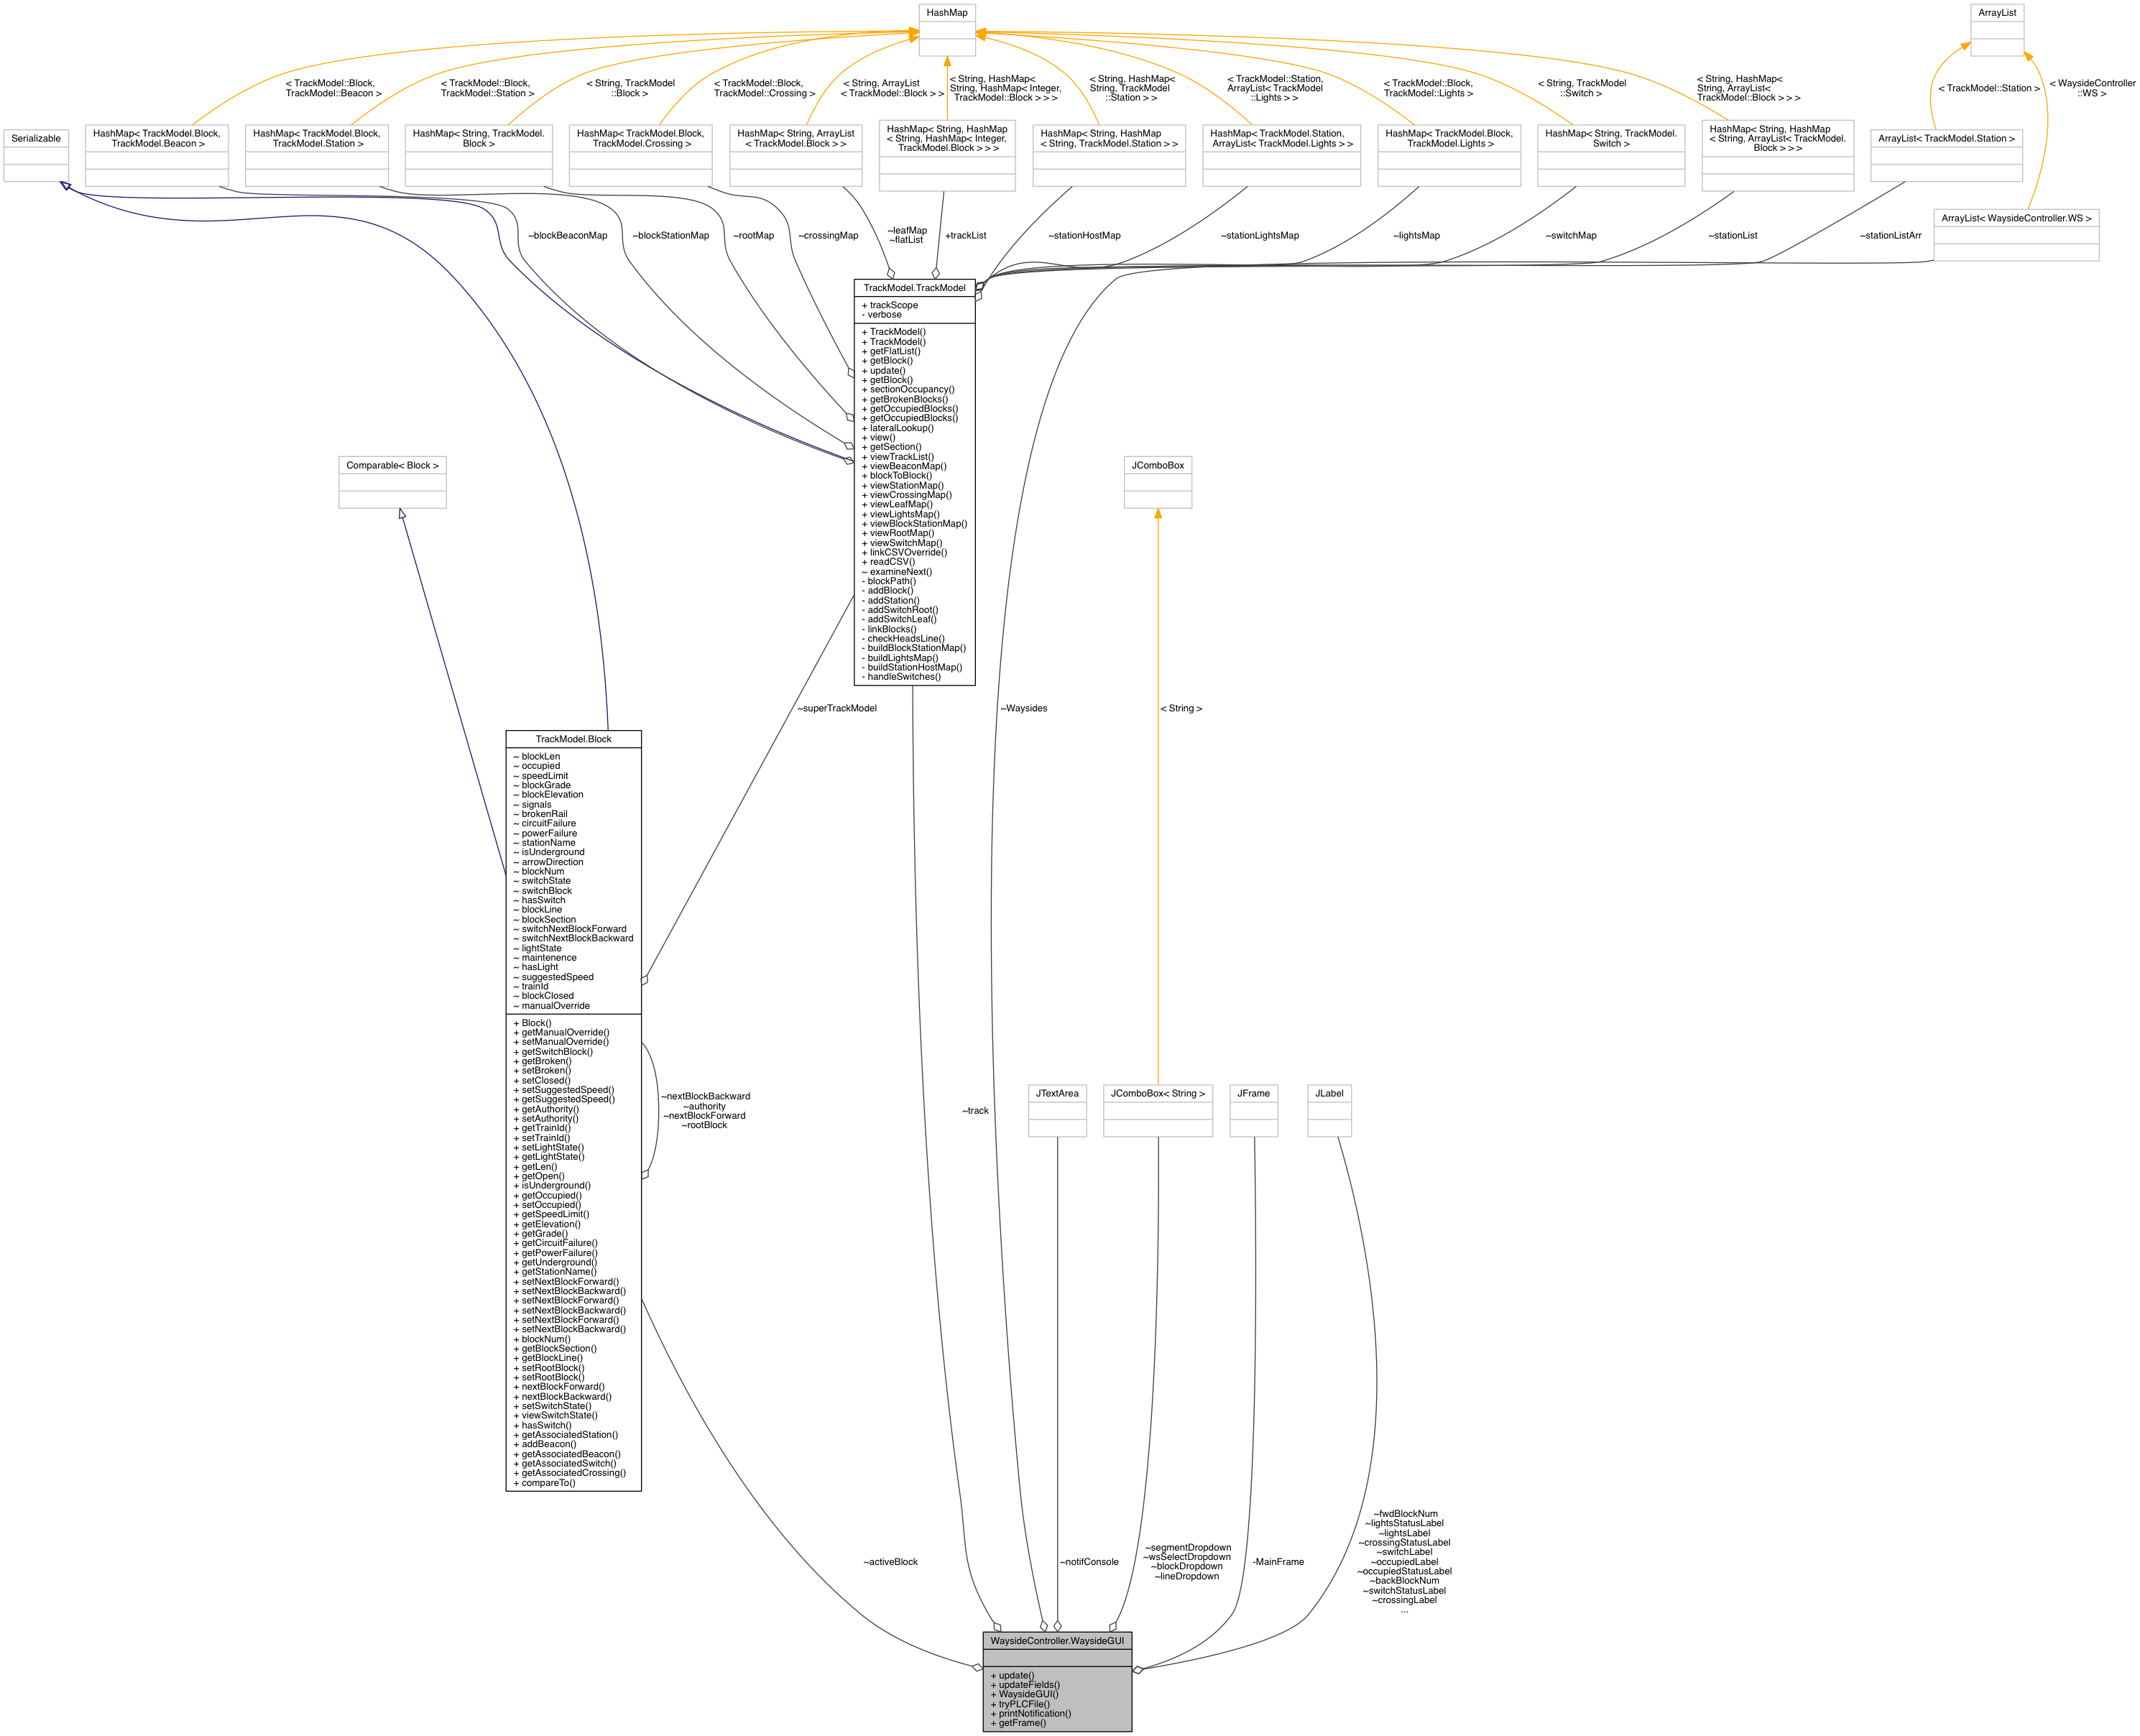 HashMap
ArrayList
< TrackModel::Block,
TrackModel::Beacon >
< TrackModel::Block,
TrackModel::Station >
< String, TrackModel
::Block >
< TrackModel::Block,
TrackModel::Crossing >
< String, ArrayList
< TrackModel::Block > >
< String, HashMap<
String, HashMap< Integer,
TrackModel::Block > > >
< String, HashMap<
String, TrackModel
::Station > >
< TrackModel::Station,
ArrayList< TrackModel
::Lights > >
< TrackModel::Block,
TrackModel::Lights >
< String, TrackModel
::Switch >
< String, HashMap<
String, ArrayList<
TrackModel::Block > > >
< TrackModel::Station >
< WaysideController
::WS >
Serializable
HashMap< TrackModel.Block,
TrackModel.Beacon >
HashMap< TrackModel.Block,
TrackModel.Station >
HashMap< String, TrackModel.
Block >
HashMap< TrackModel.Block,
TrackModel.Crossing >
HashMap< String, ArrayList
< TrackModel.Block > >
HashMap< String, HashMap
< String, HashMap< Integer,
TrackModel.Block > > >
HashMap< String, HashMap
< String, TrackModel.Station > >
HashMap< TrackModel.Station,
ArrayList< TrackModel.Lights > >
HashMap< TrackModel.Block,
TrackModel.Lights >
HashMap< String, TrackModel.
Switch >
HashMap< String, HashMap
< String, ArrayList< TrackModel.
Block > > >
ArrayList< TrackModel.Station >
ArrayList< WaysideController.WS >
~blockBeaconMap
~blockStationMap
~rootMap
~crossingMap
~leafMap
~flatList
+trackList
~stationHostMap
~stationLightsMap
~lightsMap
~switchMap
~stationList
~stationListArr
TrackModel.TrackModel
+ trackScope
- verbose
+ TrackModel()
+ TrackModel()
+ getFlatList()
+ getBlock()
+ update()
+ getBlock()
+ sectionOccupancy()
+ getBrokenBlocks()
+ getOccupiedBlocks()
+ getOccupiedBlocks()
+ lateralLookup()
+ view()
+ getSection()
+ viewTrackList()
+ viewBeaconMap()
+ blockToBlock()
+ viewStationMap()
+ viewCrossingMap()
+ viewLeafMap()
+ viewLightsMap()
+ viewBlockStationMap()
+ viewRootMap()
+ viewSwitchMap()
+ linkCSVOverride()
+ readCSV()
~ examineNext()
- blockPath()
- addBlock()
- addStation()
- addSwitchRoot()
- addSwitchLeaf()
- linkBlocks()
- checkHeadsLine()
- buildBlockStationMap()
- buildLightsMap()
- buildStationHostMap()
- handleSwitches()
Comparable< Block >
JComboBox
~superTrackModel
~Waysides
< String >
TrackModel.Block
~ blockLen
~ occupied
~ speedLimit
~ blockGrade
~ blockElevation
~ signals
~ brokenRail
~ circuitFailure
~ powerFailure
~ stationName
~ isUnderground
~ arrowDirection
~ blockNum
~ switchState
~ switchBlock
~ hasSwitch
~ blockLine
~ blockSection
~ switchNextBlockForward
~ switchNextBlockBackward
~ lightState
~ maintenence
~ hasLight
~ suggestedSpeed
~ trainId
~ blockClosed
~ manualOverride
+ Block()
+ getManualOverride()
+ setManualOverride()
+ getSwitchBlock()
+ getBroken()
+ setBroken()
+ setClosed()
+ setSuggestedSpeed()
+ getSuggestedSpeed()
+ getAuthority()
+ setAuthority()
+ getTrainId()
+ setTrainId()
+ setLightState()
+ getLightState()
+ getLen()
+ getOpen()
+ isUnderground()
+ getOccupied()
+ setOccupied()
+ getSpeedLimit()
+ getElevation()
+ getGrade()
+ getCircuitFailure()
+ getPowerFailure()
+ getUnderground()
+ getStationName()
+ setNextBlockForward()
+ setNextBlockBackward()
+ setNextBlockForward()
+ setNextBlockBackward()
+ setNextBlockForward()
+ setNextBlockBackward()
+ blockNum()
+ getBlockSection()
+ getBlockLine()
+ setRootBlock()
+ setRootBlock()
+ nextBlockForward()
+ nextBlockBackward()
+ setSwitchState()
+ viewSwitchState()
+ hasSwitch()
+ getAssociatedStation()
+ addBeacon()
+ getAssociatedBeacon()
+ getAssociatedSwitch()
+ getAssociatedCrossing()
+ compareTo()
~nextBlockBackward
~authority
~nextBlockForward
~rootBlock
~track
JTextArea
JComboBox< String >
JFrame
JLabel
~activeBlock
~notifConsole
~segmentDropdown
~wsSelectDropdown
~blockDropdown
~lineDropdown
-MainFrame
~fwdBlockNum
~lightsStatusLabel
~lightsLabel
~crossingStatusLabel
~switchLabel
~occupiedLabel
~occupiedStatusLabel
~backBlockNum
~switchStatusLabel
~crossingLabel
...
WaysideController.WaysideGUI
+ update()
+ updateFields()
+ WaysideGUI()
+ tryPLCFile()
+ printNotification()
+ getFrame()